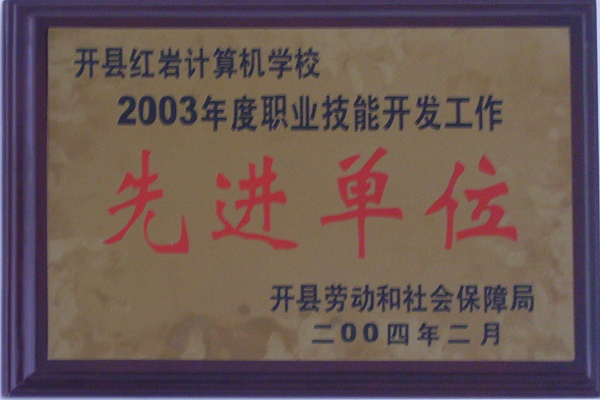 开县红岩计算机学校
2003年度职业技能开发工作
先进单位
开县劳动和社会保障局
二OO四年二月